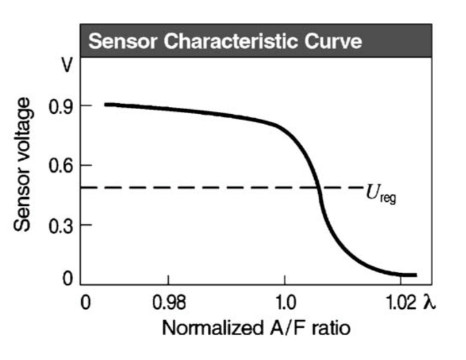 Sensor Characteristic Curve
V
0.9
0.6
0.3
0
Sensor voltage
Ureg
0 0.98 1.0 1.02 λ
Normalized A/F ratio